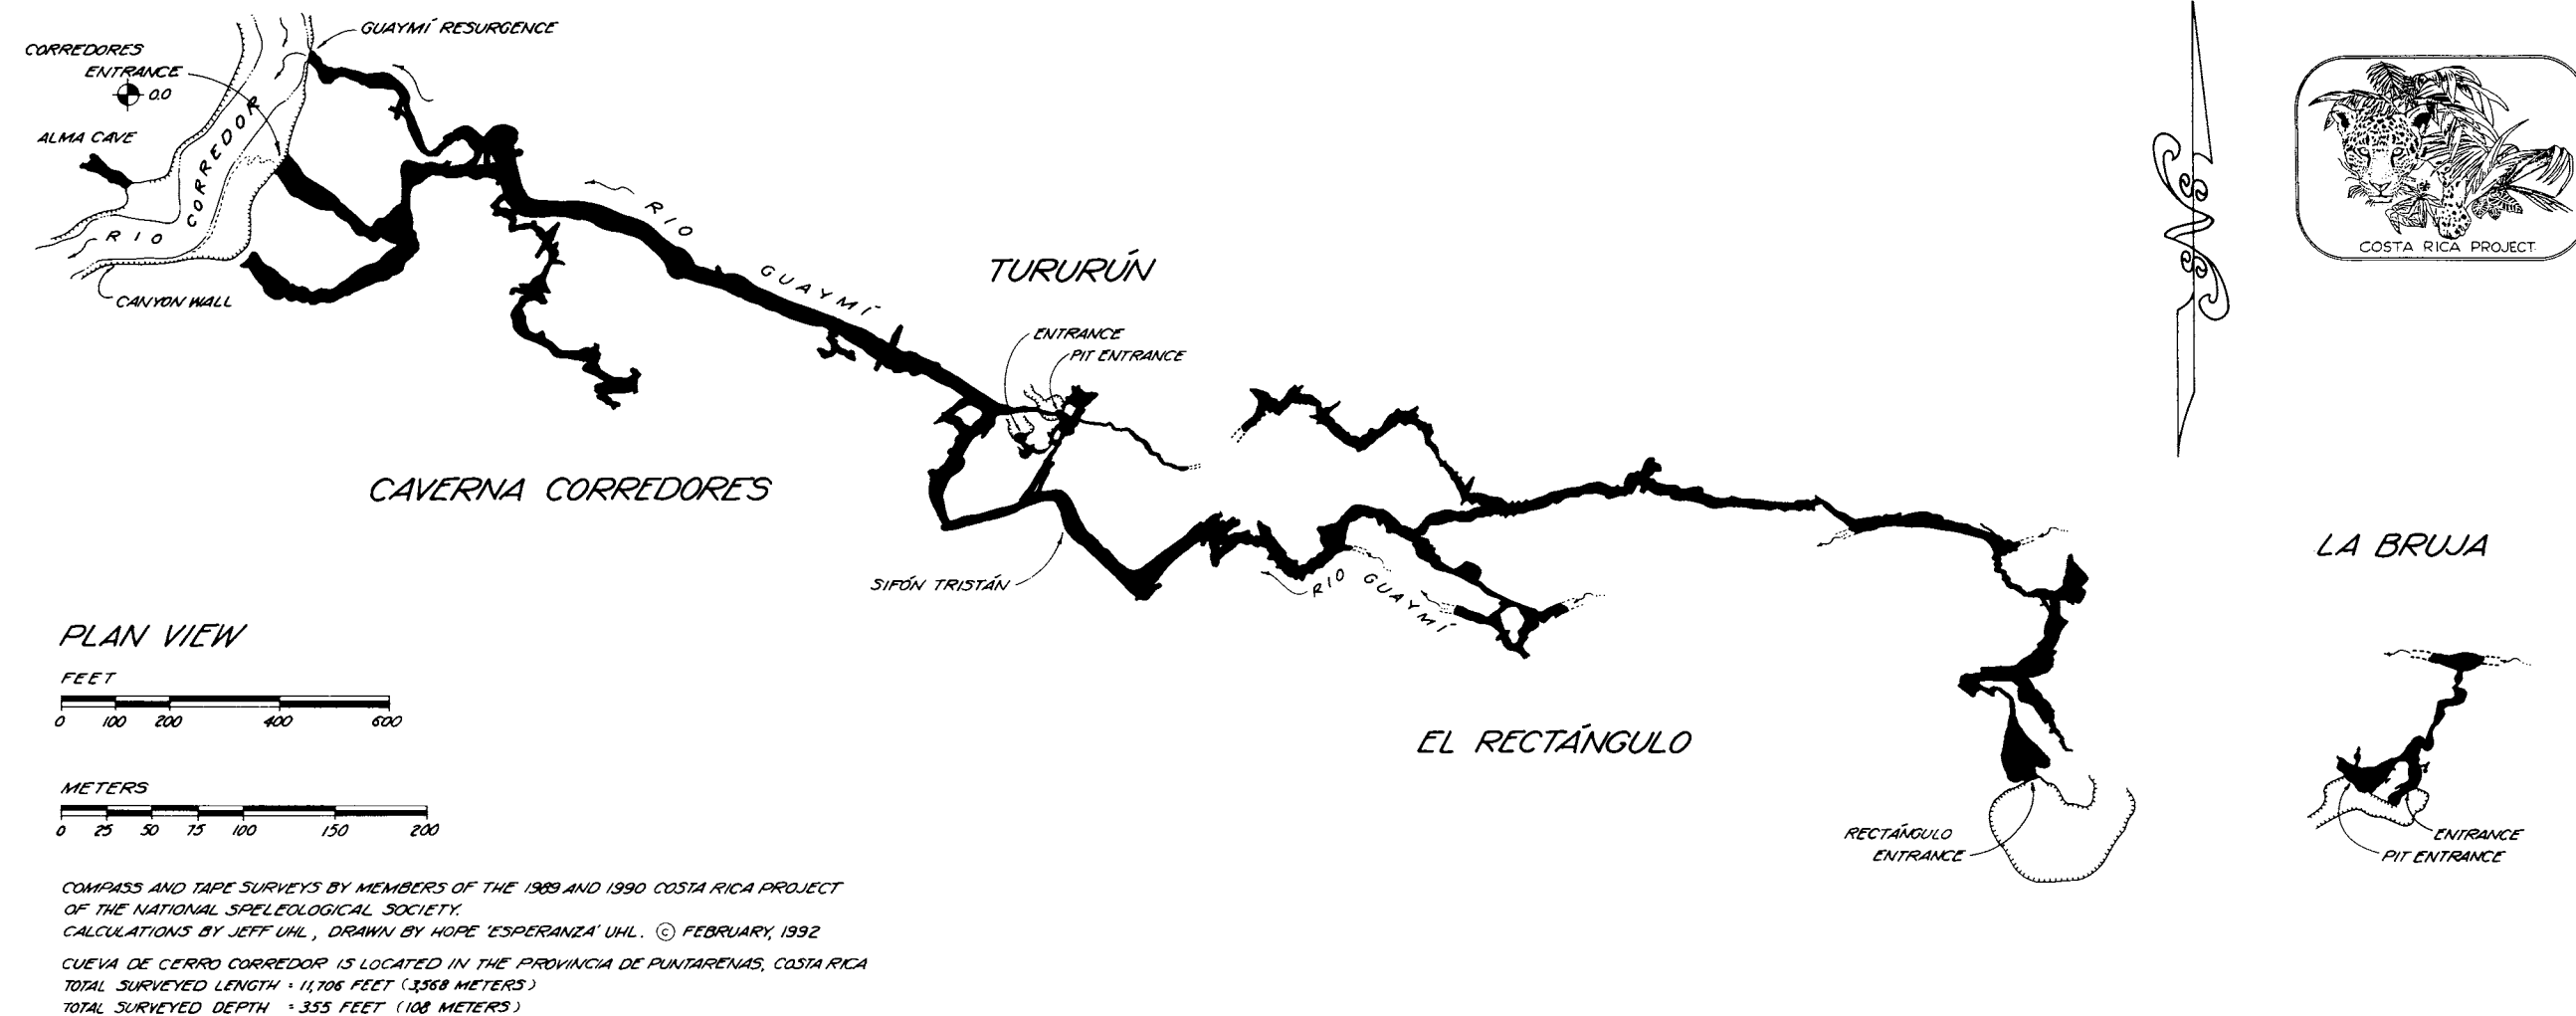 GUAYMÍ RESURGENCE
CORREDORES
ENTRANCE
0.0
ALMA CAVE
RIO CORREDOR
CANYON WALL
RIO GUAYMÍ
TURURÚN
ENTRANCE
PIT ENTRANCE
COSTA RICA PROJECT
CAVERNA CORREDORES
SIFÓN TRISTÁN
RIO GUAYMÍ
LA BRUJA
EL RECTÁNGULO
RECTÁNGULO
ENTRANCE
ENTRANCE
PIT ENTRANCE
PLAN VIEW
FEET
0 100 200 400 600
METERS
0 25 50 75 100 150 200
COMPASS AND TAPE SURVEYS BY MEMBERS OF THE 1989 AND 1990 COSTA RICA PROJECT
OF THE NATIONAL SPELEOLOGICAL SOCIETY.
CALCULATIONS BY JEFF UHL, DRAWN BY HOPE 'ESPERANZA' UHL. © FEBRUARY, 1992
CUEVA DE CERRO CORREDOR IS LOCATED IN THE PROVINCIA DE PUNTARENAS, COSTA RICA
TOTAL SURVEYED LENGTH = 11,706 FEET (3,568 METERS)
TOTAL SURVEYED DEPTH = 355 FEET (108 METERS)